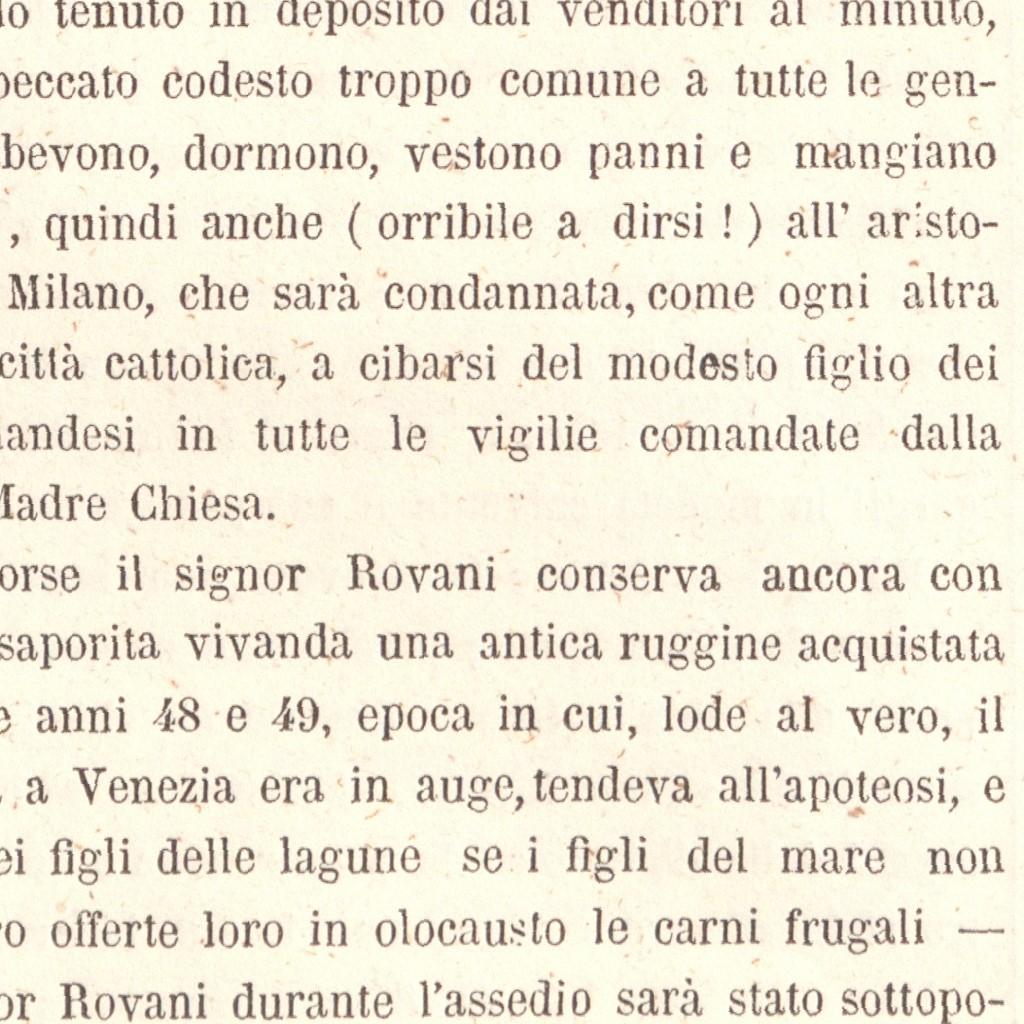 tenuto in deposito dai venditori al minuto,
peccato codesto troppo comune a tutte le gen-
bevono, dormono, vestono panni e mangiano
, quindi anche ( orribile a dirsi ! ) all' aristo-
Milano, che sarà condannata, come ogni altra
città cattolica, a cibarsi del modesto figlio dei
andesi in tutte le vigilie comandate dalla
Madre Chiesa.
orse il signor Rovani conserva ancora con
saporita vivanda una antica ruggine acquistata
anni 48 e 49, epoca in cui, lode al vero, il
a Venezia era in auge, tendeva all'apoteosi, e
ei figli delle lagune se i figli del mare non
o offerte loro in olocausto le carni frugali —
or Rovani durante l'assedio sarà stato sottopo-